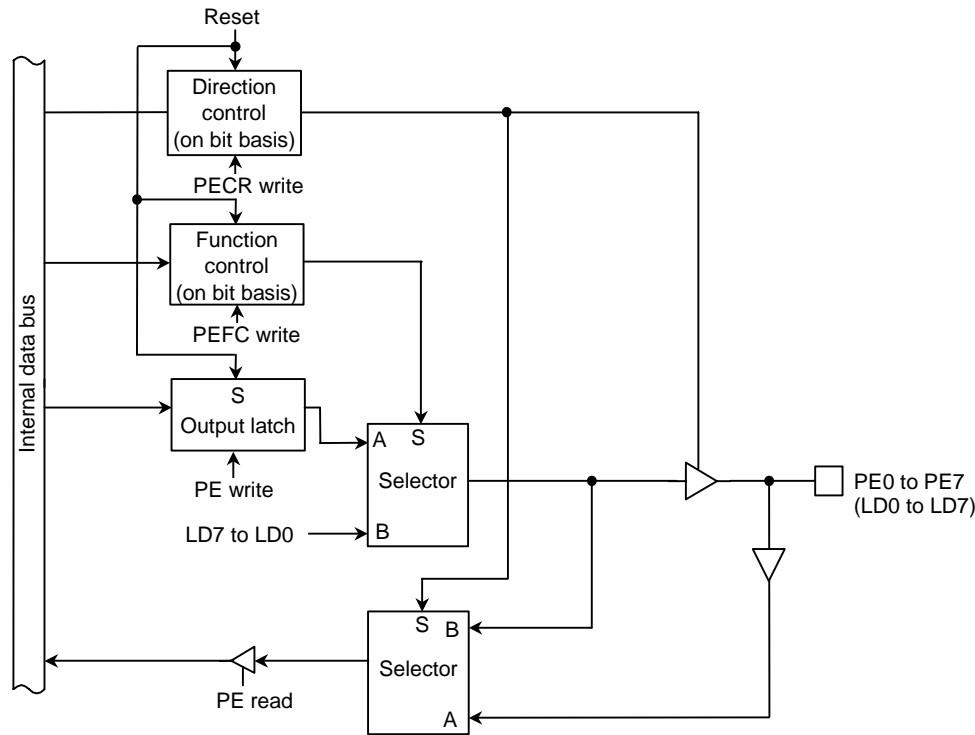 Reset
Direction
control
(on bit basis)
PECR write
Function
control
(on bit basis)
PEFC write
Internal data bus
S
Output latch
PE write
A
S
Selector
B
LD7 to LD0
PE0 to PE7
(LD0 to LD7)
S
B
Selector
A
PE read